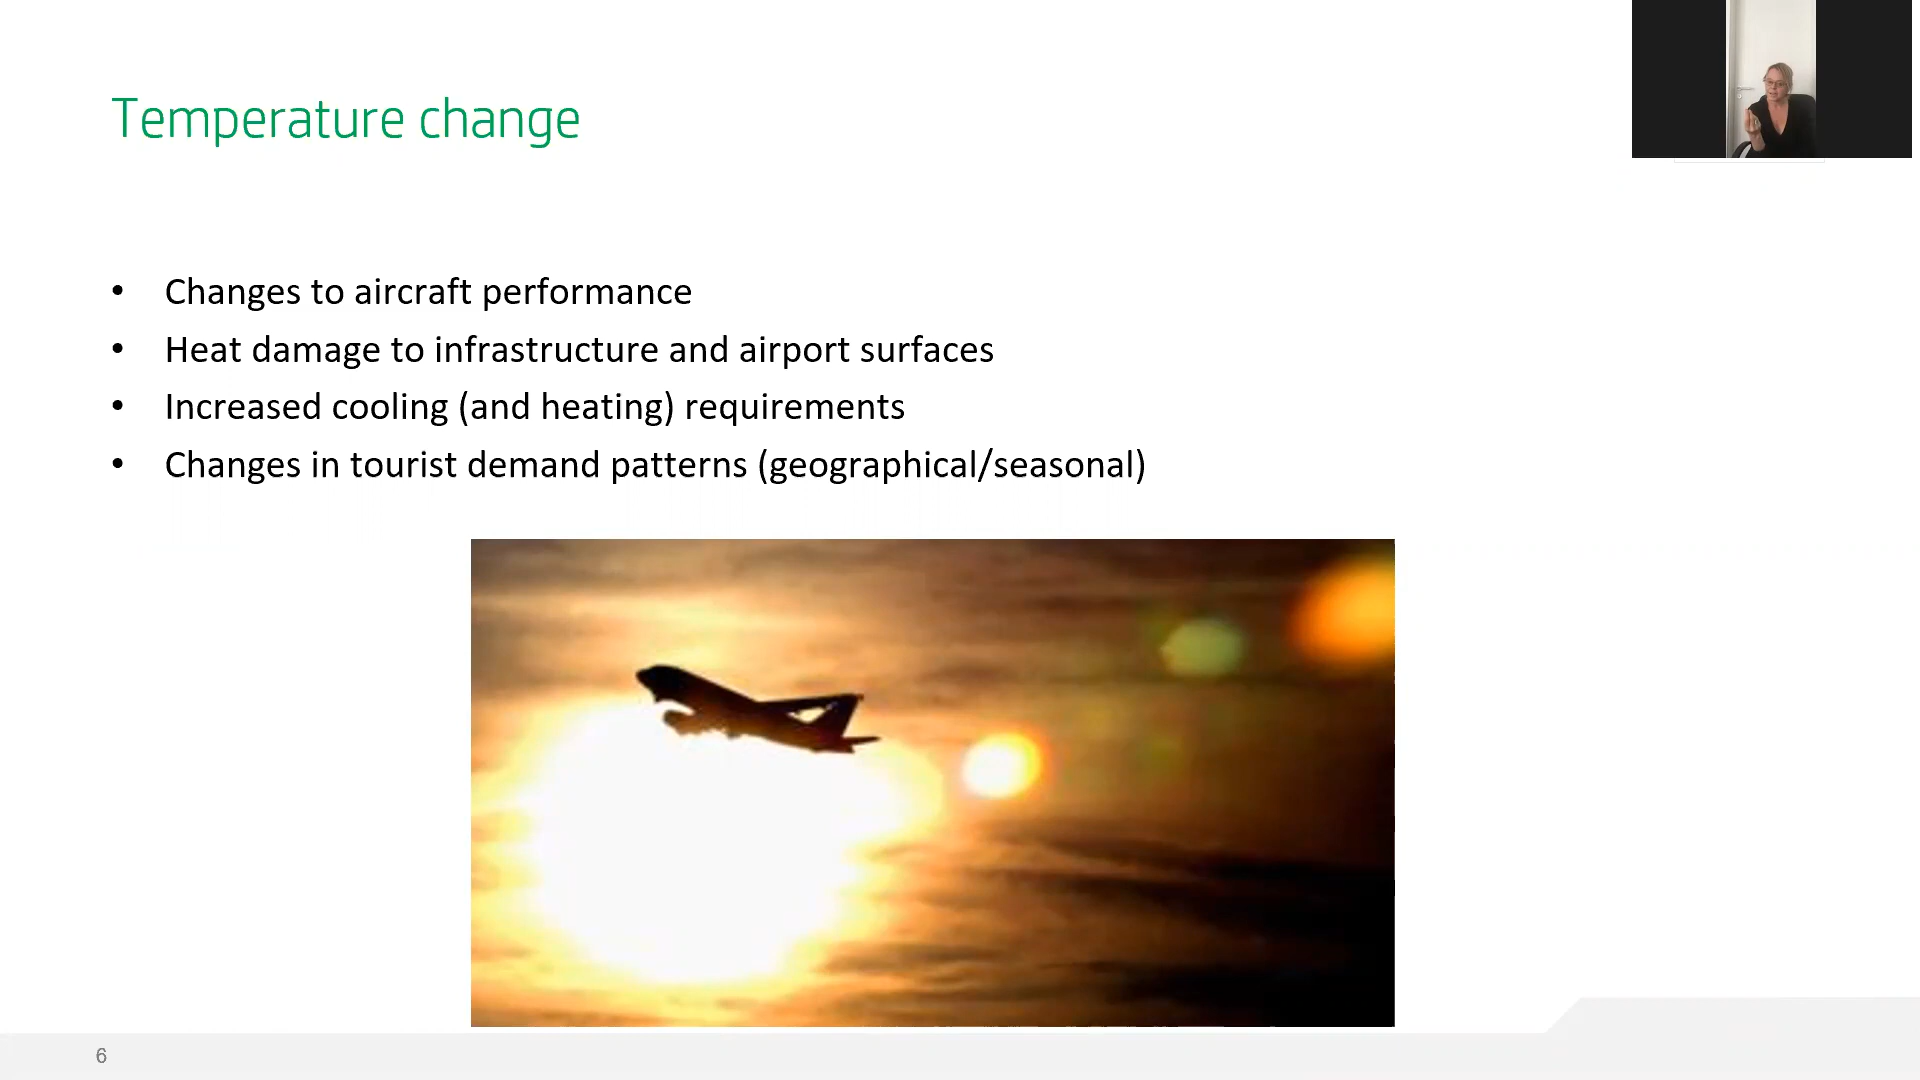 Temperature change
• Changes to aircraft performance
• Heat damage to infrastructure and airport surfaces
• Increased cooling (and heating) requirements
• Changes in tourist demand patterns (geographical/seasonal)
6